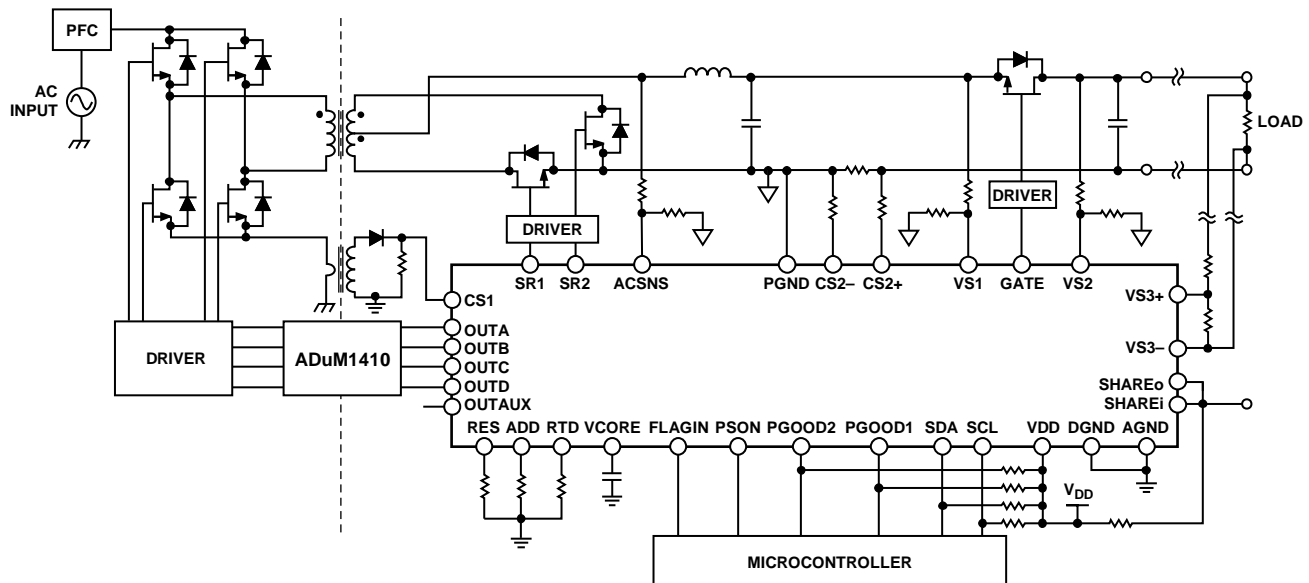 PFC
AC
INPUT
LOAD
DRIVER
DRIVER
SR1 SR2 ACSNS PGND CS2– CS2+ VS1 GATE VS2
CS1
VS3+
OUTA
OUTB
OUTC
OUTD
OUTAUX
DRIVER
ADuM1410
VS3–
SHAREo
SHAREi
RES ADD RTD VCORE FLAGIN PSON PGOOD2 PGOOD1 SDA SCL VDD DGND AGND
VDD
MICROCONTROLLER